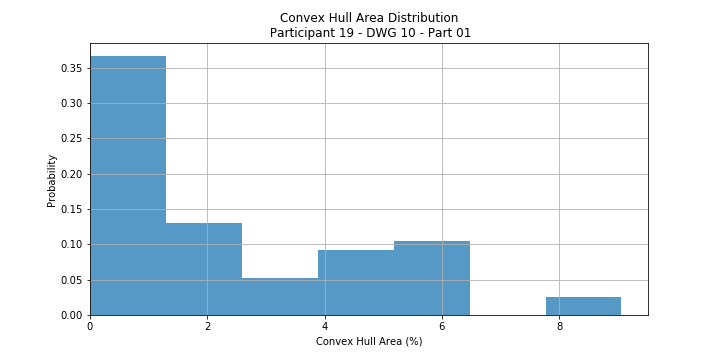 Convex Hull Area Distribution
Participant 19 - DWG 10 - Part 01
0.35
0.30
0.25
0.20
0.15
0.10
0.05
0.00
Probability
0 2 4 6 8
Convex Hull Area (%)